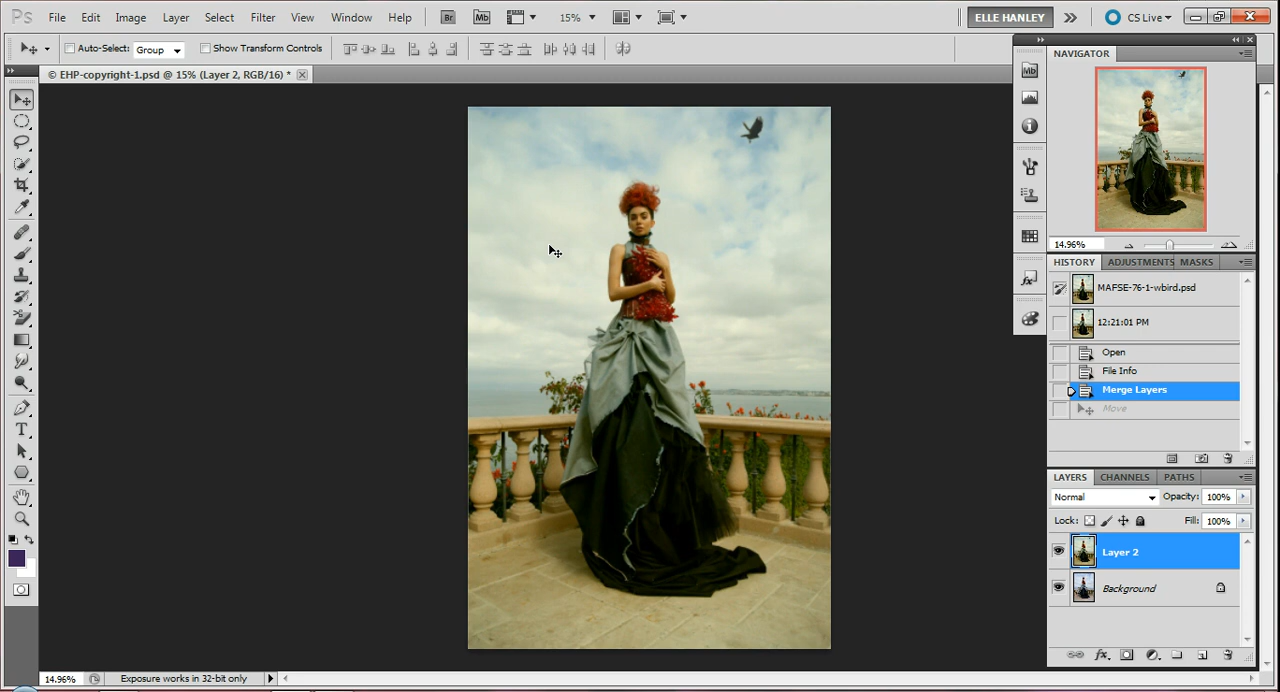 Ps File Edit Image Layer Select Filter View Window Help Br Mb 15% ELLE HANLEY CS Live
Auto-Select: Group Show Transform Controls
© EHP-copyright-1.psd @ 15% (Layer 2, RGB/16) *
NAVIGATOR
Mb
14.96%
HISTORY ADJUSTMENTS MASKS
MAFSE-76-1-wbird.psd
12:21:01 PM
Open
File Info
Merge Layers
Move
LAYERS CHANNELS PATHS
Normal Opacity: 100%
Lock: Fill: 100%
Layer 2
Background
fx
14.96% Exposure works in 32-bit only